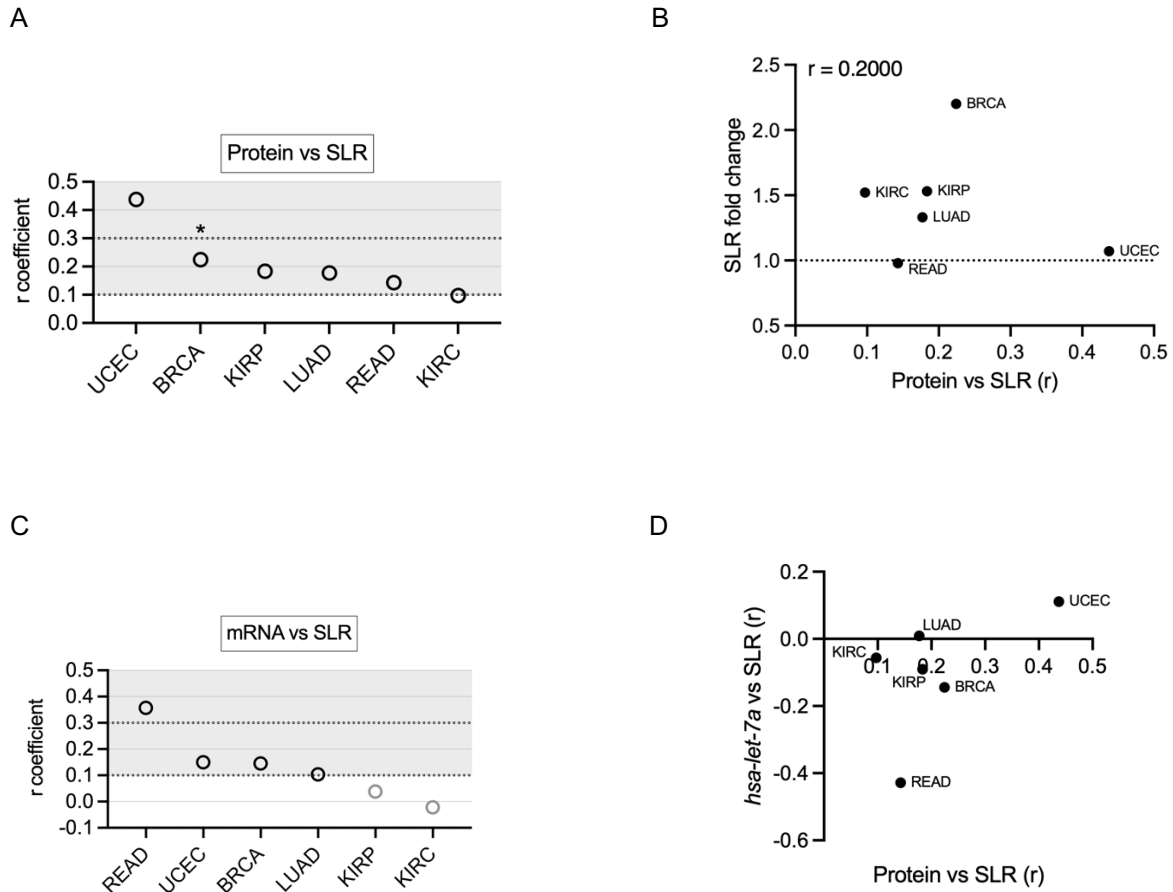 A
Protein vs SLR
r coefficient
0.5
0.4
0.3
0.2
0.1
0.0
*
UCEC
BRCA
KIRP
LUAD
READ
KIRC
B
r = 0.2000
SLR fold change
2.5
2.0
1.5
1.0
0.5
BRCA
KIRC
KIRP
LUAD
READ
UCEC
0.0 0.1 0.2 0.3 0.4 0.5
Protein vs SLR (r)
C
mRNA vs SLR
r coefficient
0.5
0.4
0.3
0.2
0.1
0.0
-0.1
READ
UCEC
BRCA
LUAD
KIRP
KIRC
D
hsa-let-7a vs SLR (r)
0.2
0.0
-0.2
-0.4
-0.6
UCEC
LUAD
KIRC
0.1 0.2 0.3 0.4 0.5
KIRP
BRCA
READ
Protein vs SLR (r)